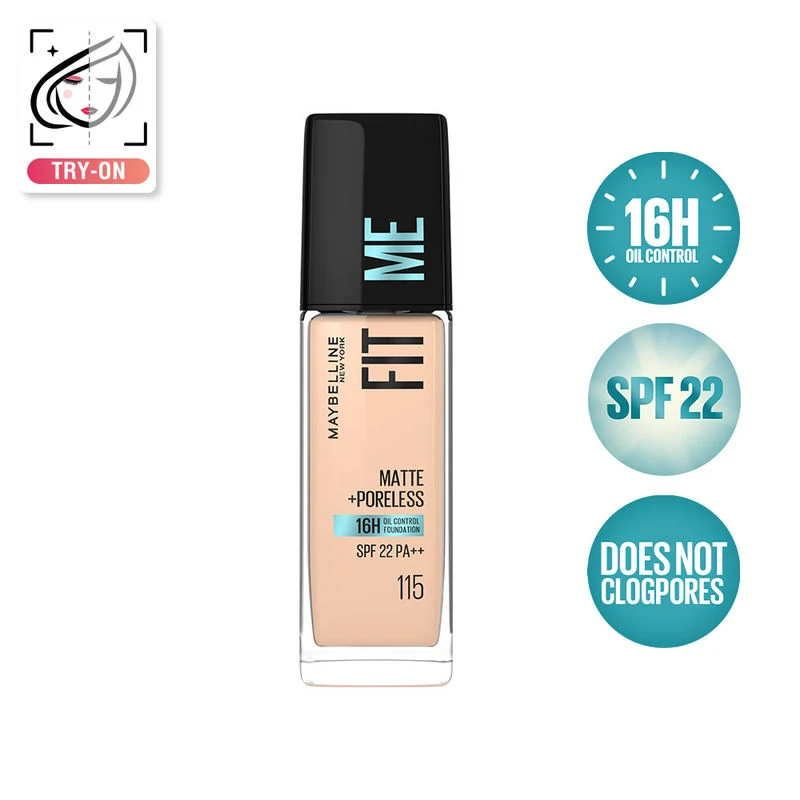 TRY-ON
FIT ME
MAYBELLINE
NEW YORK
MATTE
+PORELESS
16H OIL CONTROL
FOUNDATION
SPF 22 PA++
115
16H
OIL CONTROL
SPF 22
DOES NOT
CLOGPORES